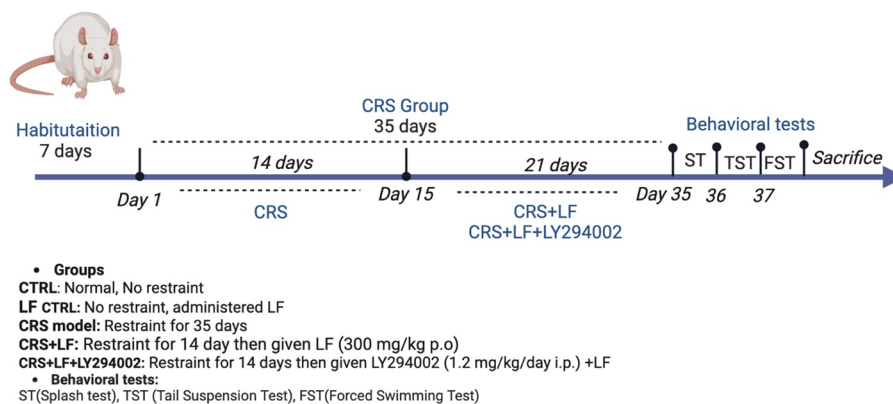 CRS Group
35 days
Habitutaition
7 days
Behavioral tests
14 days
21 days
ST
TST
FST
Sacrifice
Day 1
CRS
Day 15
CRS+LF
CRS+LF+LY294002
Day 35
36
37
• Groups
CTRL: Normal, No restraint
LF CTRL: No restraint, administered LF
CRS model: Restraint for 35 days
CRS+LF: Restraint for 14 day then given LF (300 mg/kg p.o)
CRS+LF+LY294002: Restraint for 14 days then given LY294002 (1.2 mg/kg/day i.p.) +LF
• Behavioral tests:
ST(Splash test), TST (Tail Suspension Test), FST(Forced Swimming Test)